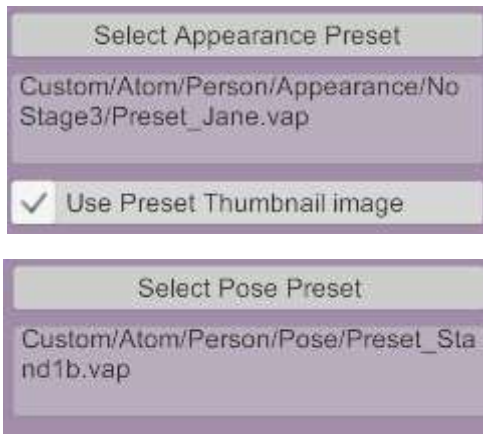 Select Appearance Preset
Custom/Atom/Person/Appearance/No
Stage3/Preset_Jane.vap
Use Preset Thumbnail image
Select Pose Preset
Custom/Atom/Person/Pose/Preset_Sta
nd1b.vap